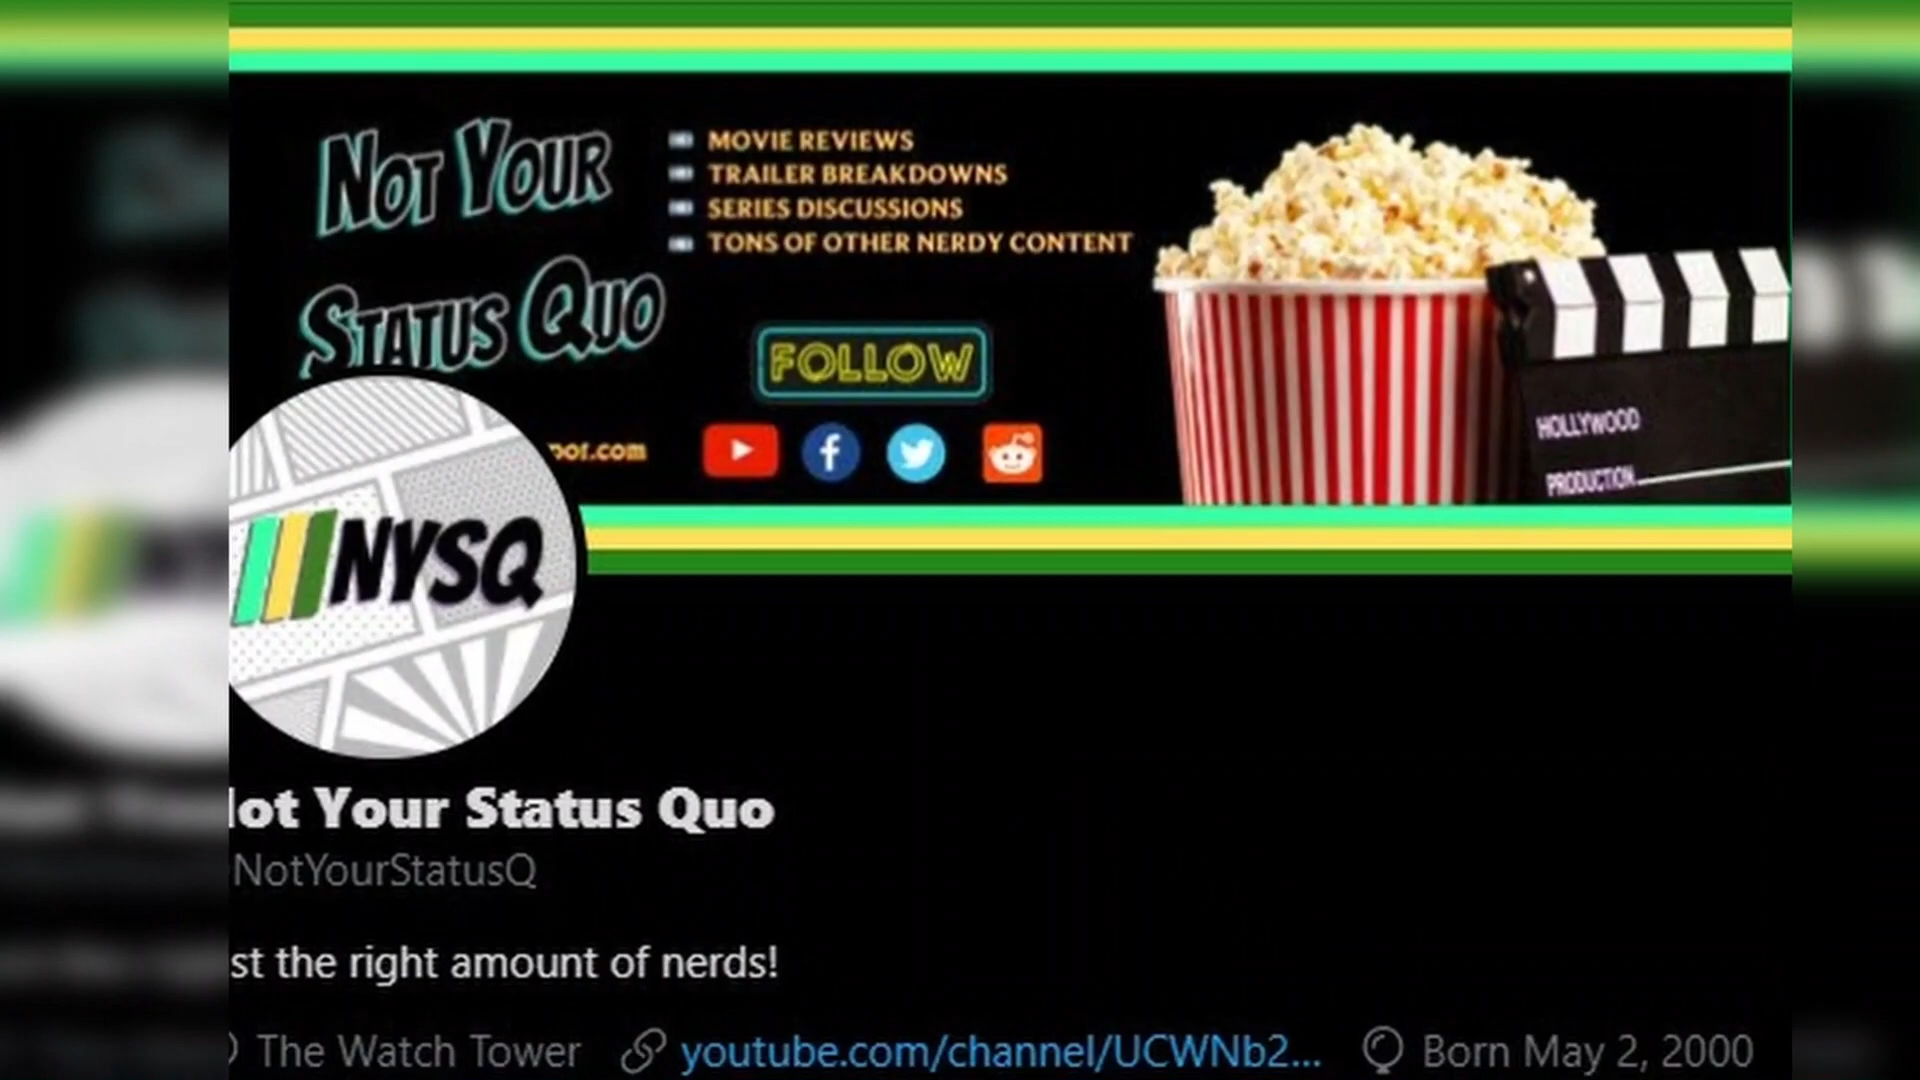 NOT YOUR
STATUS QUO
MOVIE REVIEWS
TRAILER BREAKDOWNS
SERIES DISCUSSIONS
TONS OF OTHER NERDY CONTENT
FOLLOW
.com
HOLLYWOOD
PRODUCTION
NYSQ
ot Your Status Quo
NotYourStatusQ
st the right amount of nerds!
The Watch Tower youtube.com/channel/UCWNb2... Born May 2, 2000